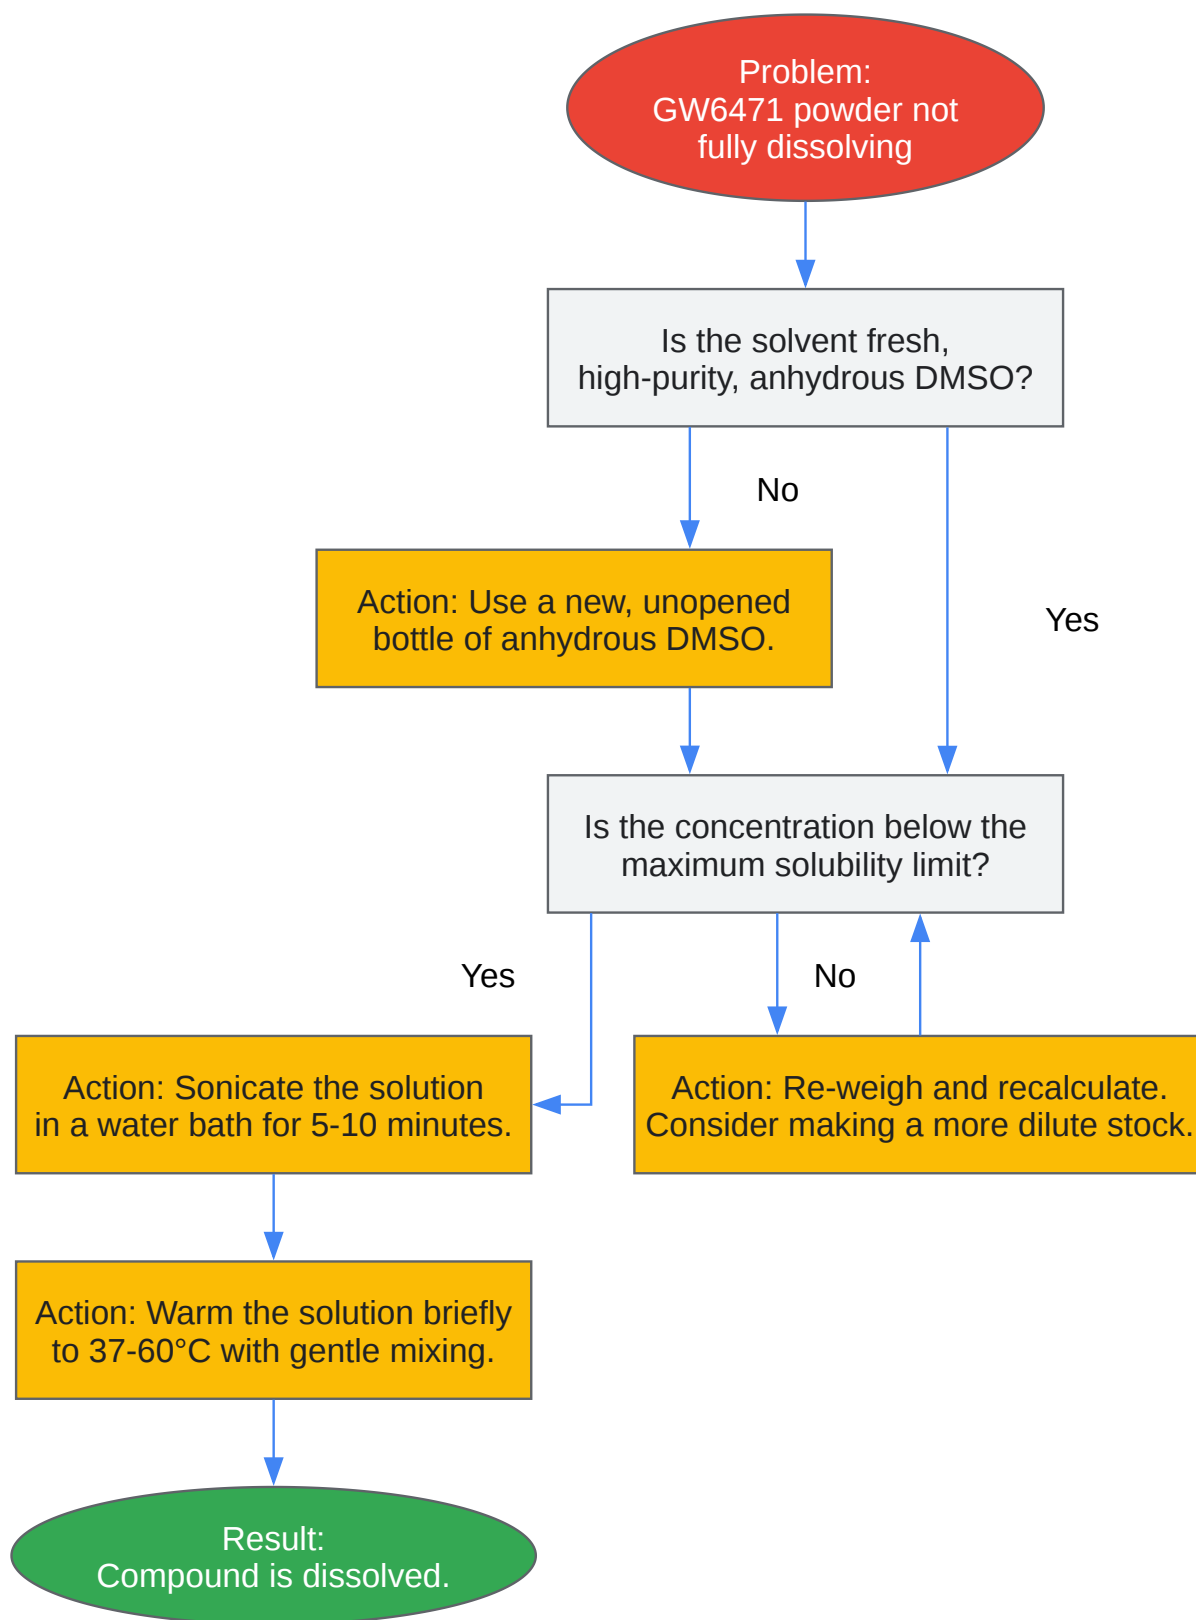 Problem:
GW6471 powder not
fully dissolving
Is the solvent fresh,
high-purity, anhydrous DMSO?
No
Action: Use a new, unopened
bottle of anhydrous DMSO.
Yes
Is the concentration below the
maximum solubility limit?
Yes
No
Action: Sonicate the solution
in a water bath for 5-10 minutes.
Action: Re-weigh and recalculate.
Consider making a more dilute stock.
Action: Warm the solution briefly
to 37-60°C with gentle mixing.
Result:
Compound is dissolved.